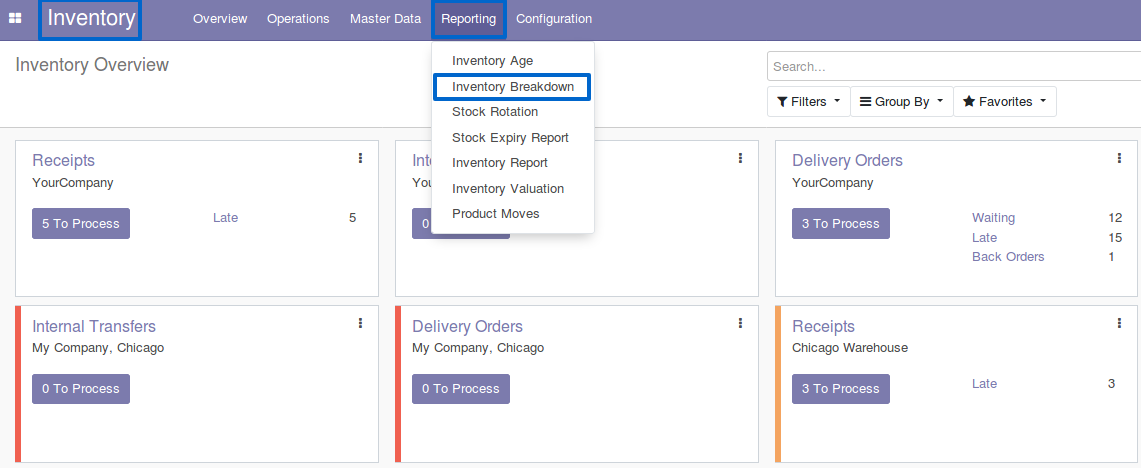 Inventory Overview Operations Master Data Reporting Configuration
Inventory Overview
Search...
Filters Group By Favorites
Inventory Age
Inventory Breakdown
Stock Rotation
Stock Expiry Report
Inventory Report
Inventory Valuation
Product Moves
Receipts
YourCompany
5 To Process Late 5
Int
You
0
Delivery Orders
YourCompany
3 To Process
Waiting 12
Late 15
Back Orders 1
Internal Transfers
My Company, Chicago
0 To Process
Delivery Orders
My Company, Chicago
0 To Process
Receipts
Chicago Warehouse
3 To Process Late 3